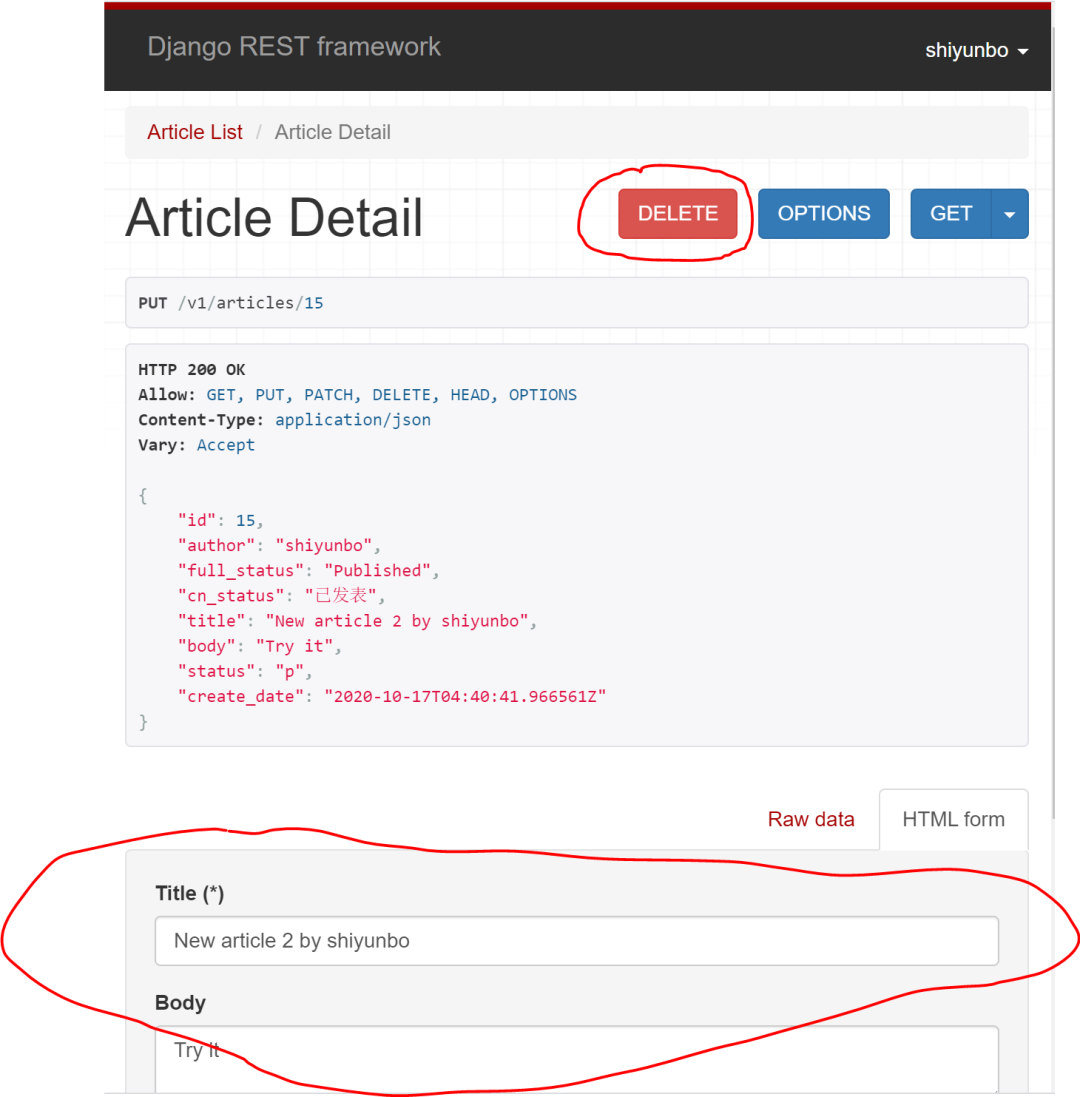 Django REST framework
shiyunbo
Article List / Article Detail
Article Detail
DELETE
OPTIONS
GET
PUT /v1/articles/15
HTTP 200 OK
Allow: GET, PUT, PATCH, DELETE, HEAD, OPTIONS
Content-Type: application/json
Vary: Accept
{
    "id": 15,
    "author": "shiyunbo",
    "full_status": "Published",
    "cn_status": "已发表",
    "title": "New article 2 by shiyunbo",
    "body": "Try it",
    "status": "p",
    "create_date": "2020-10-17T04:40:41.966561Z"
}
Raw data
HTML form
Title (*)
New article 2 by shiyunbo
Body
Try it